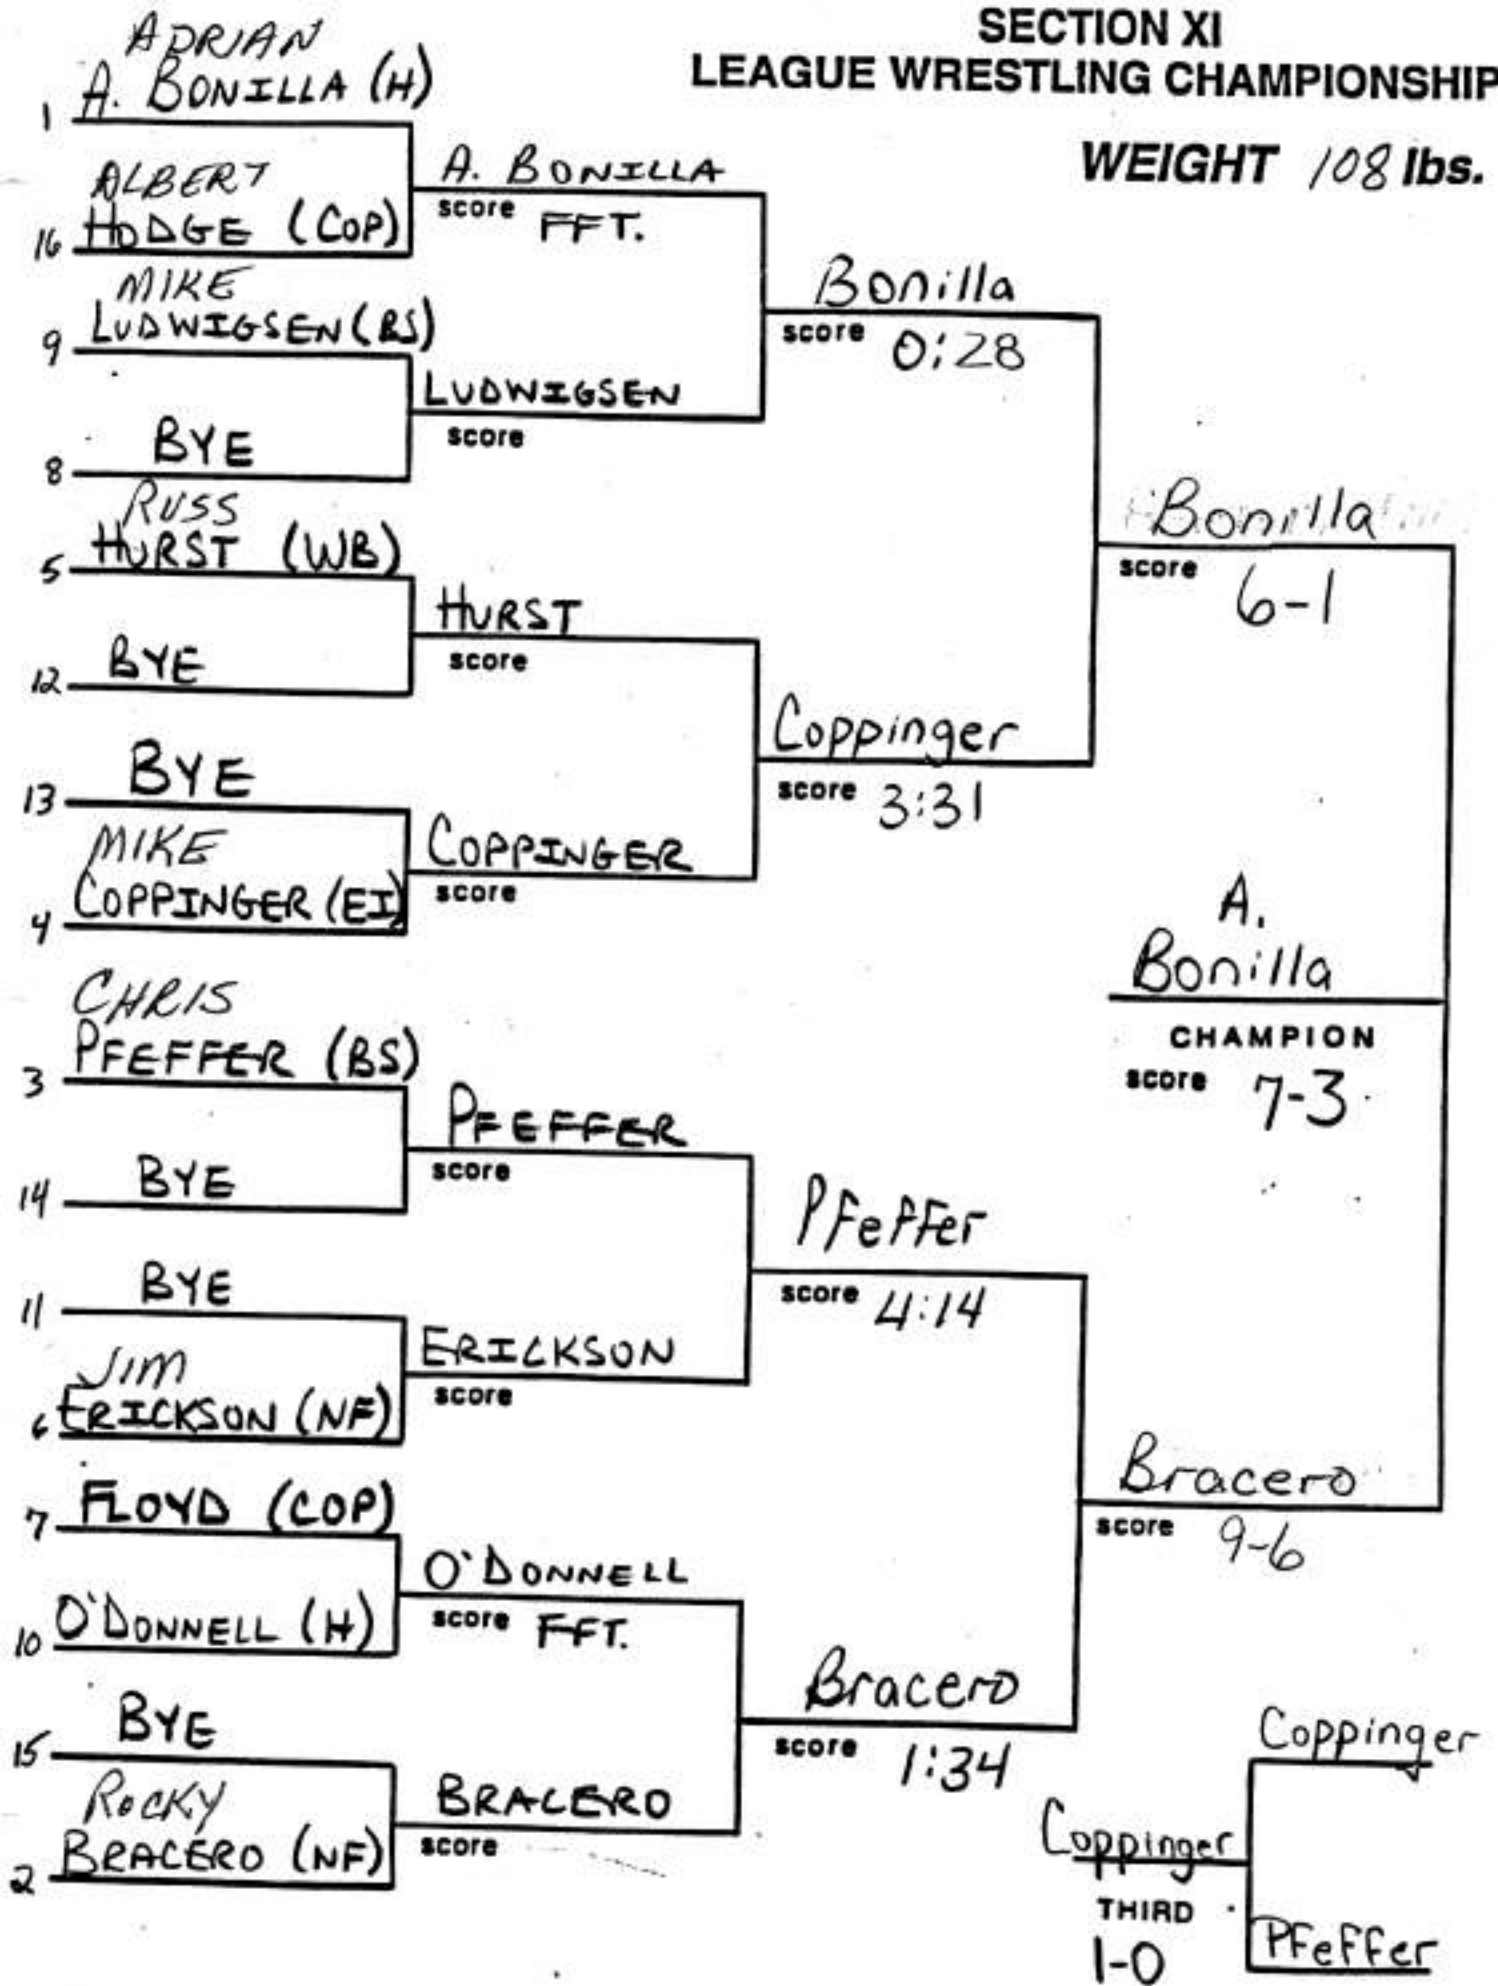 SECTION XI
LEAGUE WRESTLING CHAMPIONSHIP
WEIGHT 108 lbs.
ADRIAN
1 A. BONILLA (H)
ALBERT
16 HODGE (COP)
MIKE
9 LUDWIGSEN (BS)
8 BYE
RUSS
5 HURST (WB)
12 BYE
13 BYE
MIKE
4 COPPINGER (EI)
CHRIS
3 PFEFFER (BS)
14 BYE
11 BYE
JIM
6 ERICKSON (NF)
7 FLOYD (COP)
10 O'DONNELL (H)
15 BYE
ROCKY
2 BRACERO (NF)
A. BONILLA
score FFT.
LUDWIGSEN
score
HURST
score
COPPINGER
score
PFEFFER
score
ERICKSON
score
O'DONNELL
score FFT.
BRACERO
score
Bonilla
score 0:28
Coppinger
score 3:31
Pfeffer
score 4:14
Bracero
score 1:34
Bonilla
score 6-1
Bracero
score 9-6
A.
Bonilla
CHAMPION
score 7-3
Coppinger
Coppinger
THIRD
Pfeffer
1-0